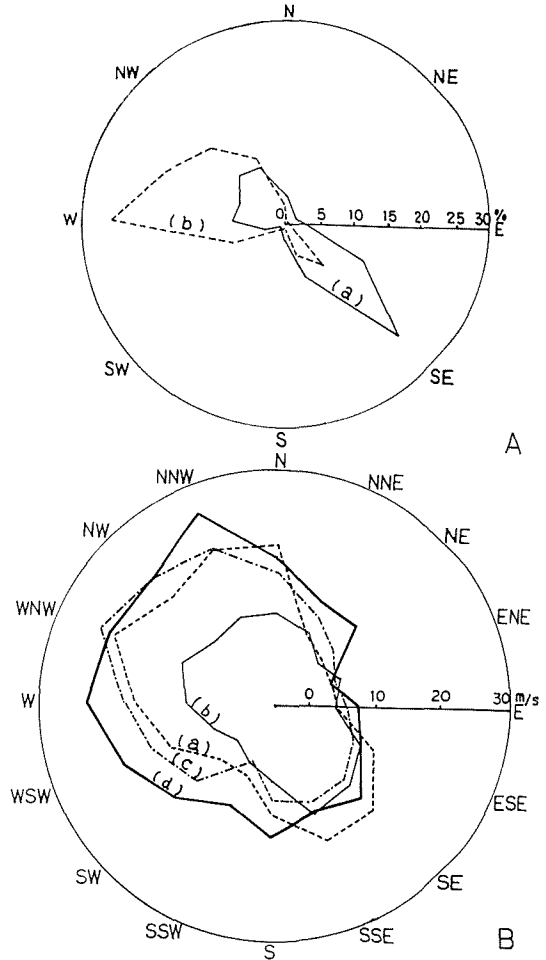 N
NW NE
W 0 5 10 15 20 25 30 % E
(b)
(a)
SW SE
S
A
N
NNW NNE
NW NE
WNW ENE
W 0 10 20 30 m/s E
(b)
(a)
(c)
(d)
WSW ESE
SW SE
SSW SSE
S
B